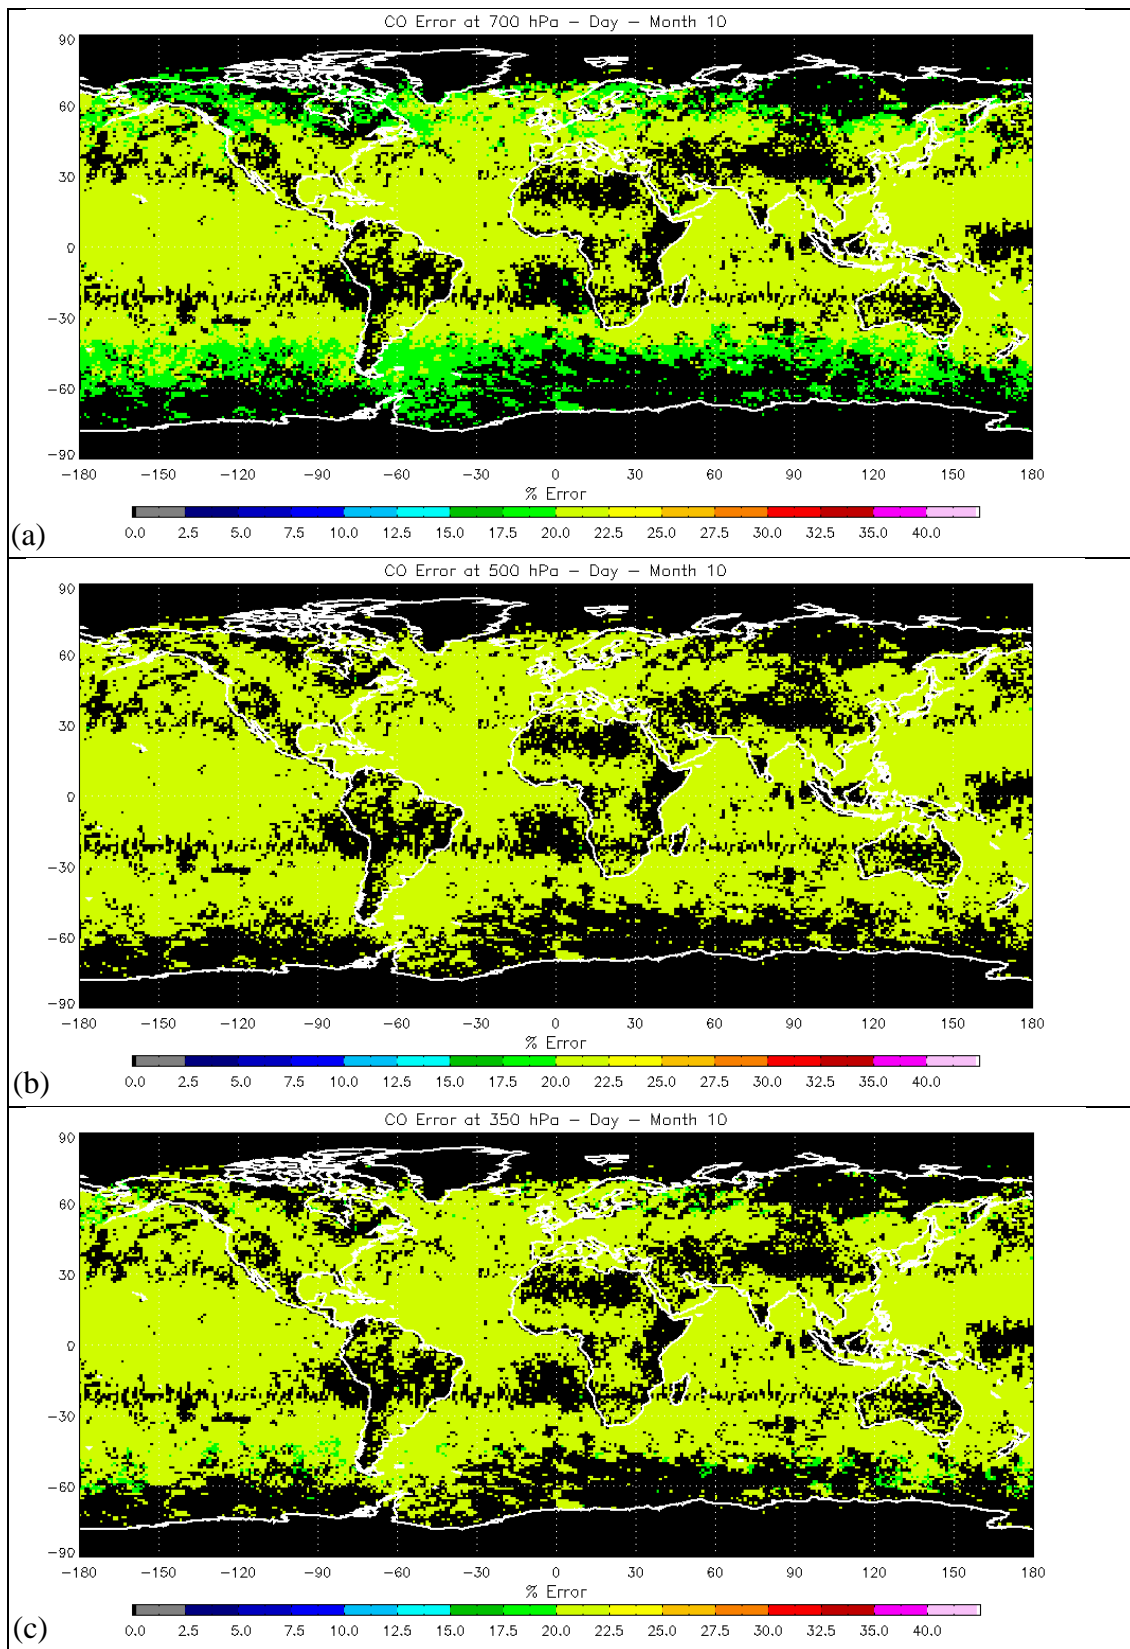 CO Error at 700 hPa – Day – Month 10
90
60
30
0
−30
−60
−90
−180 −150 −120 −90 −60 −30 0 30 60 90 120 150 180
% Error
0.0 2.5 5.0 7.5 10.0 12.5 15.0 17.5 20.0 22.5 25.0 27.5 30.0 32.5 35.0 40.0
(a)
CO Error at 500 hPa – Day – Month 10
90
60
30
0
−30
−60
−90
−180 −150 −120 −90 −60 −30 0 30 60 90 120 150 180
% Error
0.0 2.5 5.0 7.5 10.0 12.5 15.0 17.5 20.0 22.5 25.0 27.5 30.0 32.5 35.0 40.0
(b)
CO Error at 350 hPa – Day – Month 10
90
60
30
0
−30
−60
−90
−180 −150 −120 −90 −60 −30 0 30 60 90 120 150 180
% Error
0.0 2.5 5.0 7.5 10.0 12.5 15.0 17.5 20.0 22.5 25.0 27.5 30.0 32.5 35.0 40.0
(c)